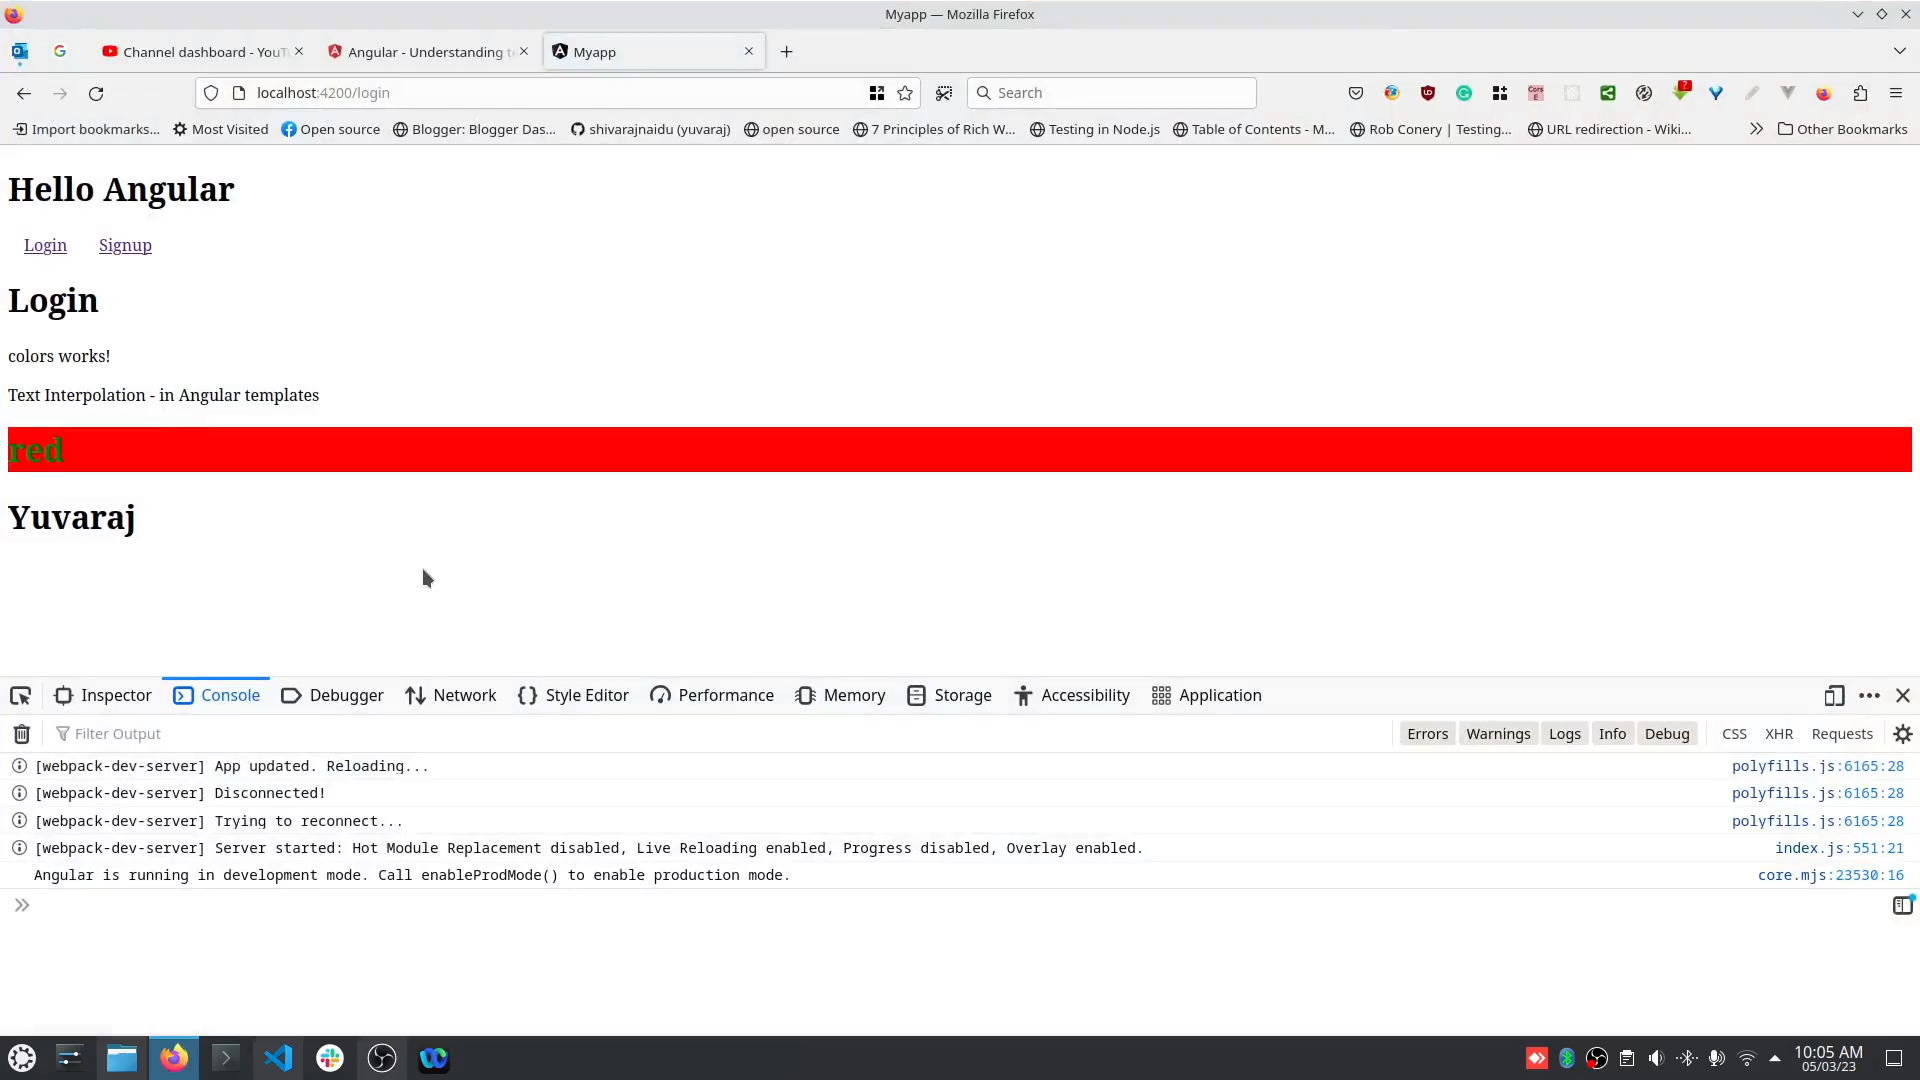 Myapp — Mozilla Firefox
Channel dashboard - YouT
Angular - Understanding t
Myapp
localhost:4200/login
Search
Import bookmarks...
Most Visited
Open source
Blogger: Blogger Das...
shivarajnaidu (yuvaraj)
open source
7 Principles of Rich W...
Testing in Node.js
Table of Contents - M...
Rob Conery | Testing...
URL redirection - Wiki...
Other Bookmarks
Hello Angular
Login Signup
Login
colors works!
Text Interpolation - in Angular templates
red
Yuvaraj
Inspector Console Debugger Network Style Editor Performance Memory Storage Accessibility Application
Filter Output
Errors Warnings Logs Info Debug CSS XHR Requests
[webpack-dev-server] App updated. Reloading... polyfills.js:6165:28
[webpack-dev-server] Disconnected! polyfills.js:6165:28
[webpack-dev-server] Trying to reconnect... polyfills.js:6165:28
[webpack-dev-server] Server started: Hot Module Replacement disabled, Live Reloading enabled, Progress disabled, Overlay enabled. index.js:551:21
Angular is running in development mode. Call enableProdMode() to enable production mode. core.mjs:23530:16
10:05 AM
05/03/23